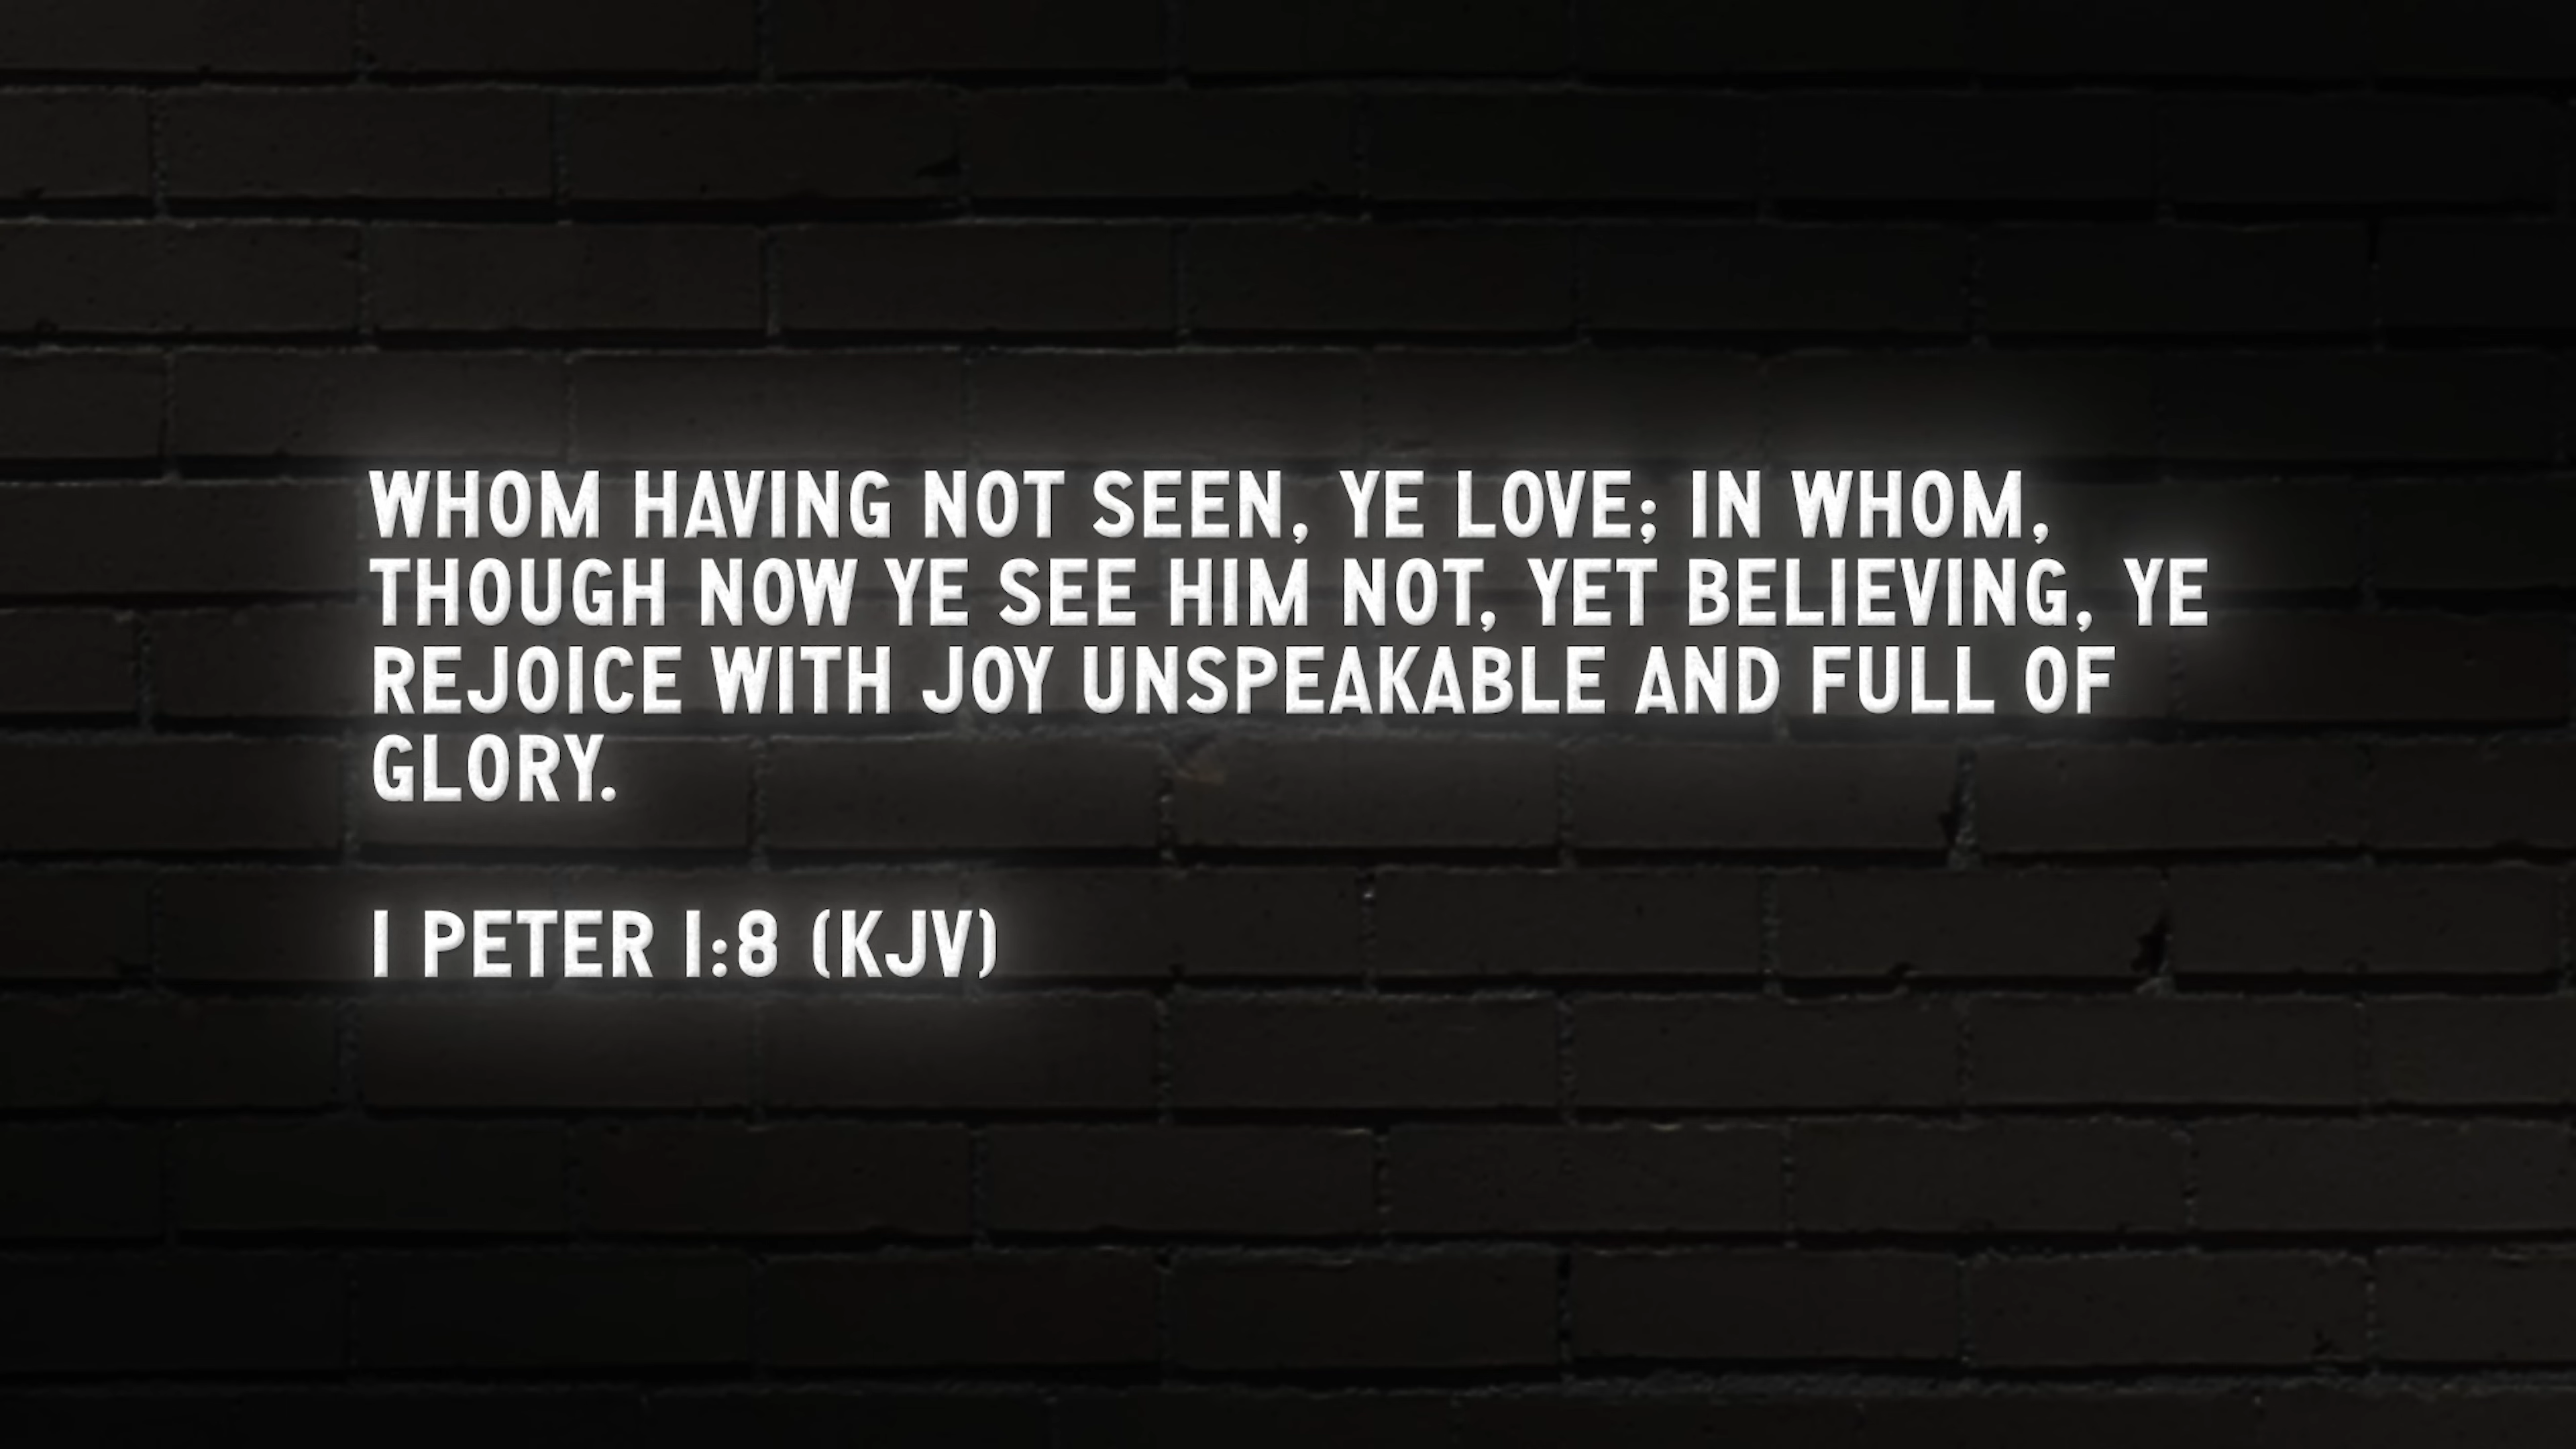 WHOM HAVING NOT SEEN, YE LOVE; IN WHOM,
THOUGH NOW YE SEE HIM NOT, YET BELIEVING, YE
REJOICE WITH JOY UNSPEAKABLE AND FULL OF
GLORY.
1 PETER 1:8 (KJV)